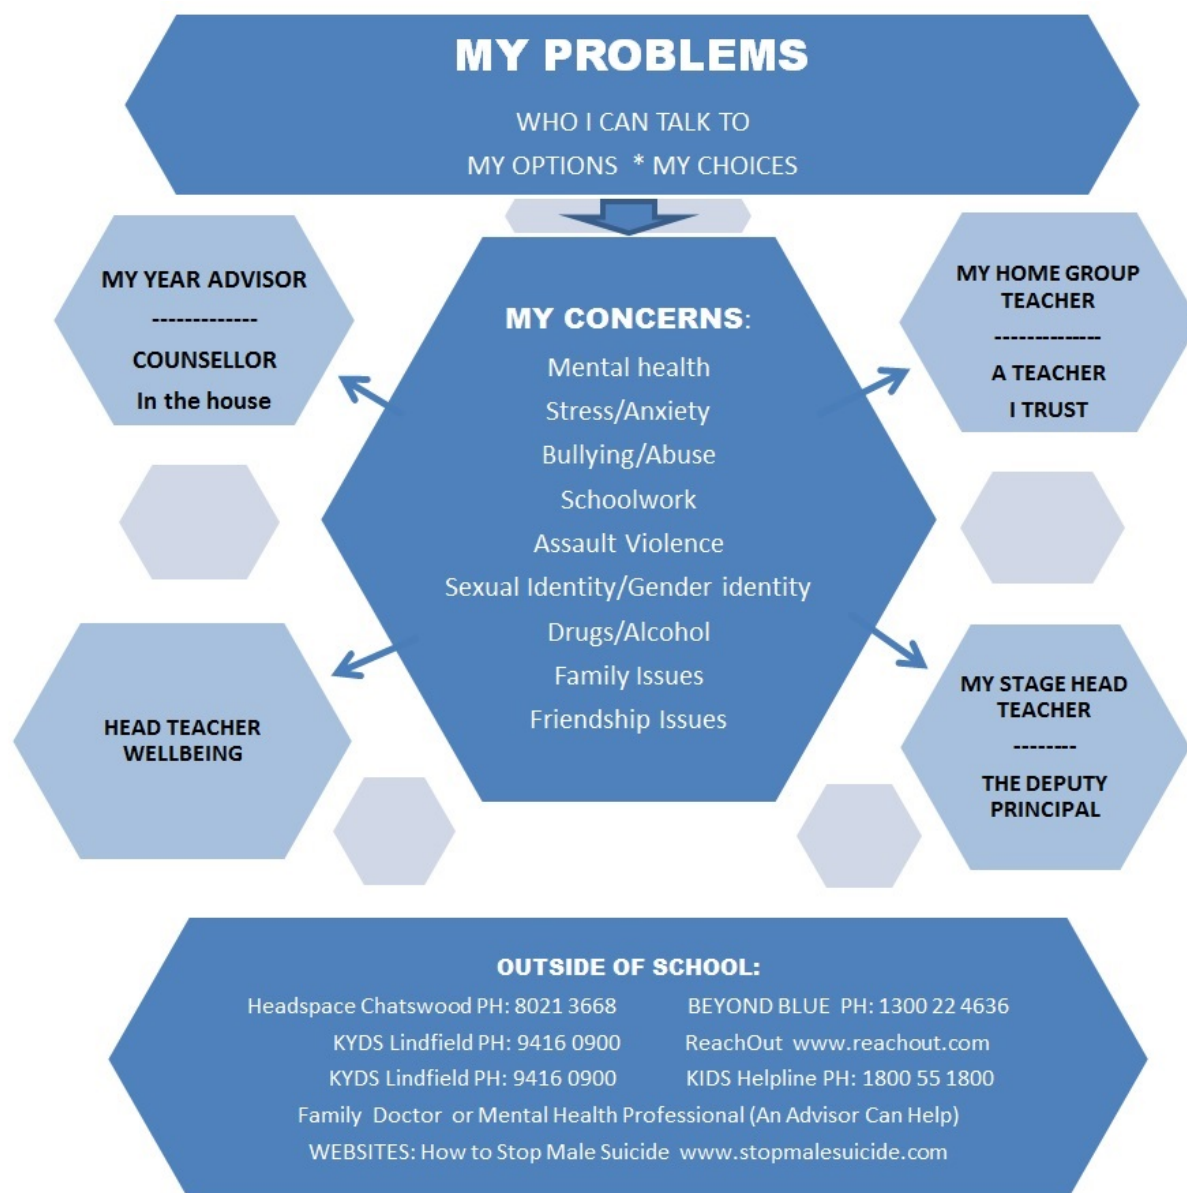 MY PROBLEMS
WHO I CAN TALK TO
MY OPTIONS * MY CHOICES
MY YEAR ADVISOR
-------------
COUNSELLOR
In the house
MY HOME GROUP
TEACHER
--------------
A TEACHER
I TRUST
MY CONCERNS:
Mental health
Stress/Anxiety
Bullying/Abuse
Schoolwork
Assault Violence
Sexual Identity/Gender identity
Drugs/Alcohol
Family Issues
Friendship Issues
HEAD TEACHER
WELLBEING
MY STAGE HEAD
TEACHER
--------
THE DEPUTY
PRINCIPAL
OUTSIDE OF SCHOOL:
Headspace Chatswood PH: 8021 3668 BEYOND BLUE PH: 1300 22 4636
KYDS Lindfield PH: 9416 0900 ReachOut www.reachout.com
KYDS Lindfield PH: 9416 0900 KIDS Helpline PH: 1800 55 1800
Family Doctor or Mental Health Professional (An Advisor Can Help)
WEBSITES: How to Stop Male Suicide www.stopmalesuicide.com